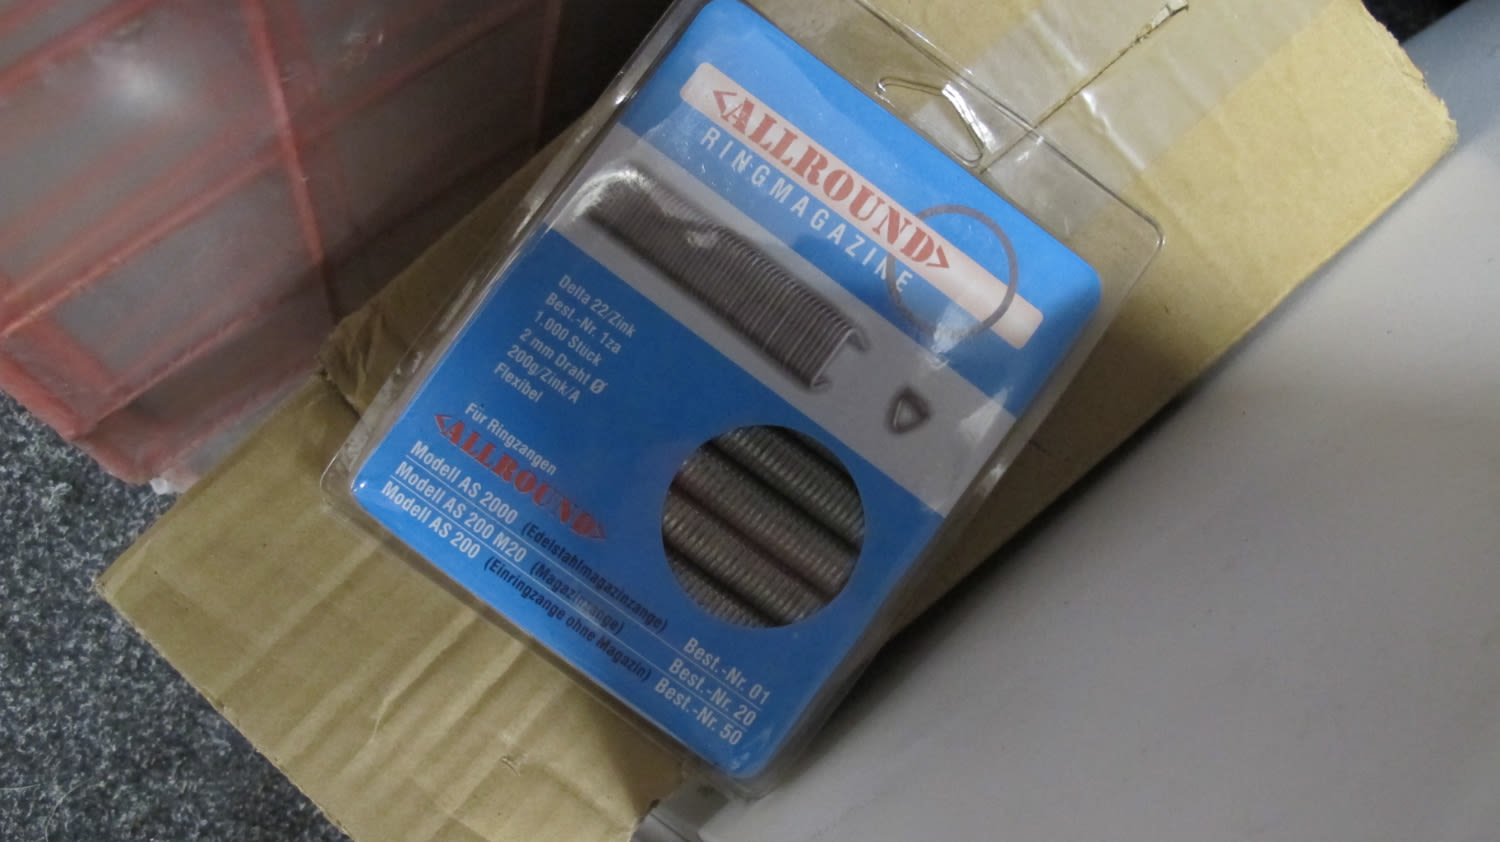 <ALLROUND>
RINGMAGAZINE
Delta 22/Zink
Best.-Nr. 1za
1.000 Stück
2 mm Draht Ø
200g/Zink/A
Flexibel
Für Ringzangen
<ALLROUND>
Modell AS 2000 (Edelstahlmagazinzange) Best.-Nr. 01
Modell AS 200 M20 (Magazinzange) Best.-Nr. 20
Modell AS 200 (Einringzange ohne Magazin) Best.-Nr. 50